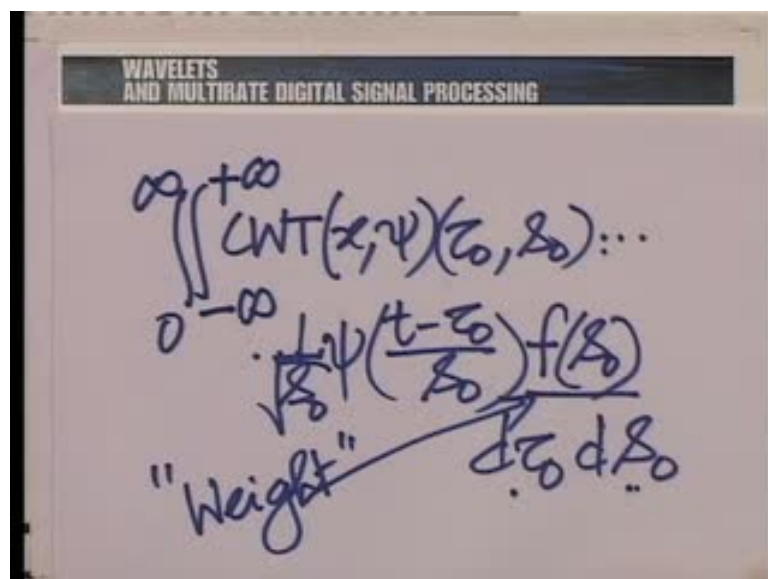 WAVELETS
AND MULTIRATE DIGITAL SIGNAL PROCESSING
∞ ∫∫ +∞ CWT(x,ψ)(τ₀, s₀)...
0 −∞ · 1/√s₀ ψ((t−τ₀)/s₀) f(s₀)
"Weight" dτ₀ ds₀